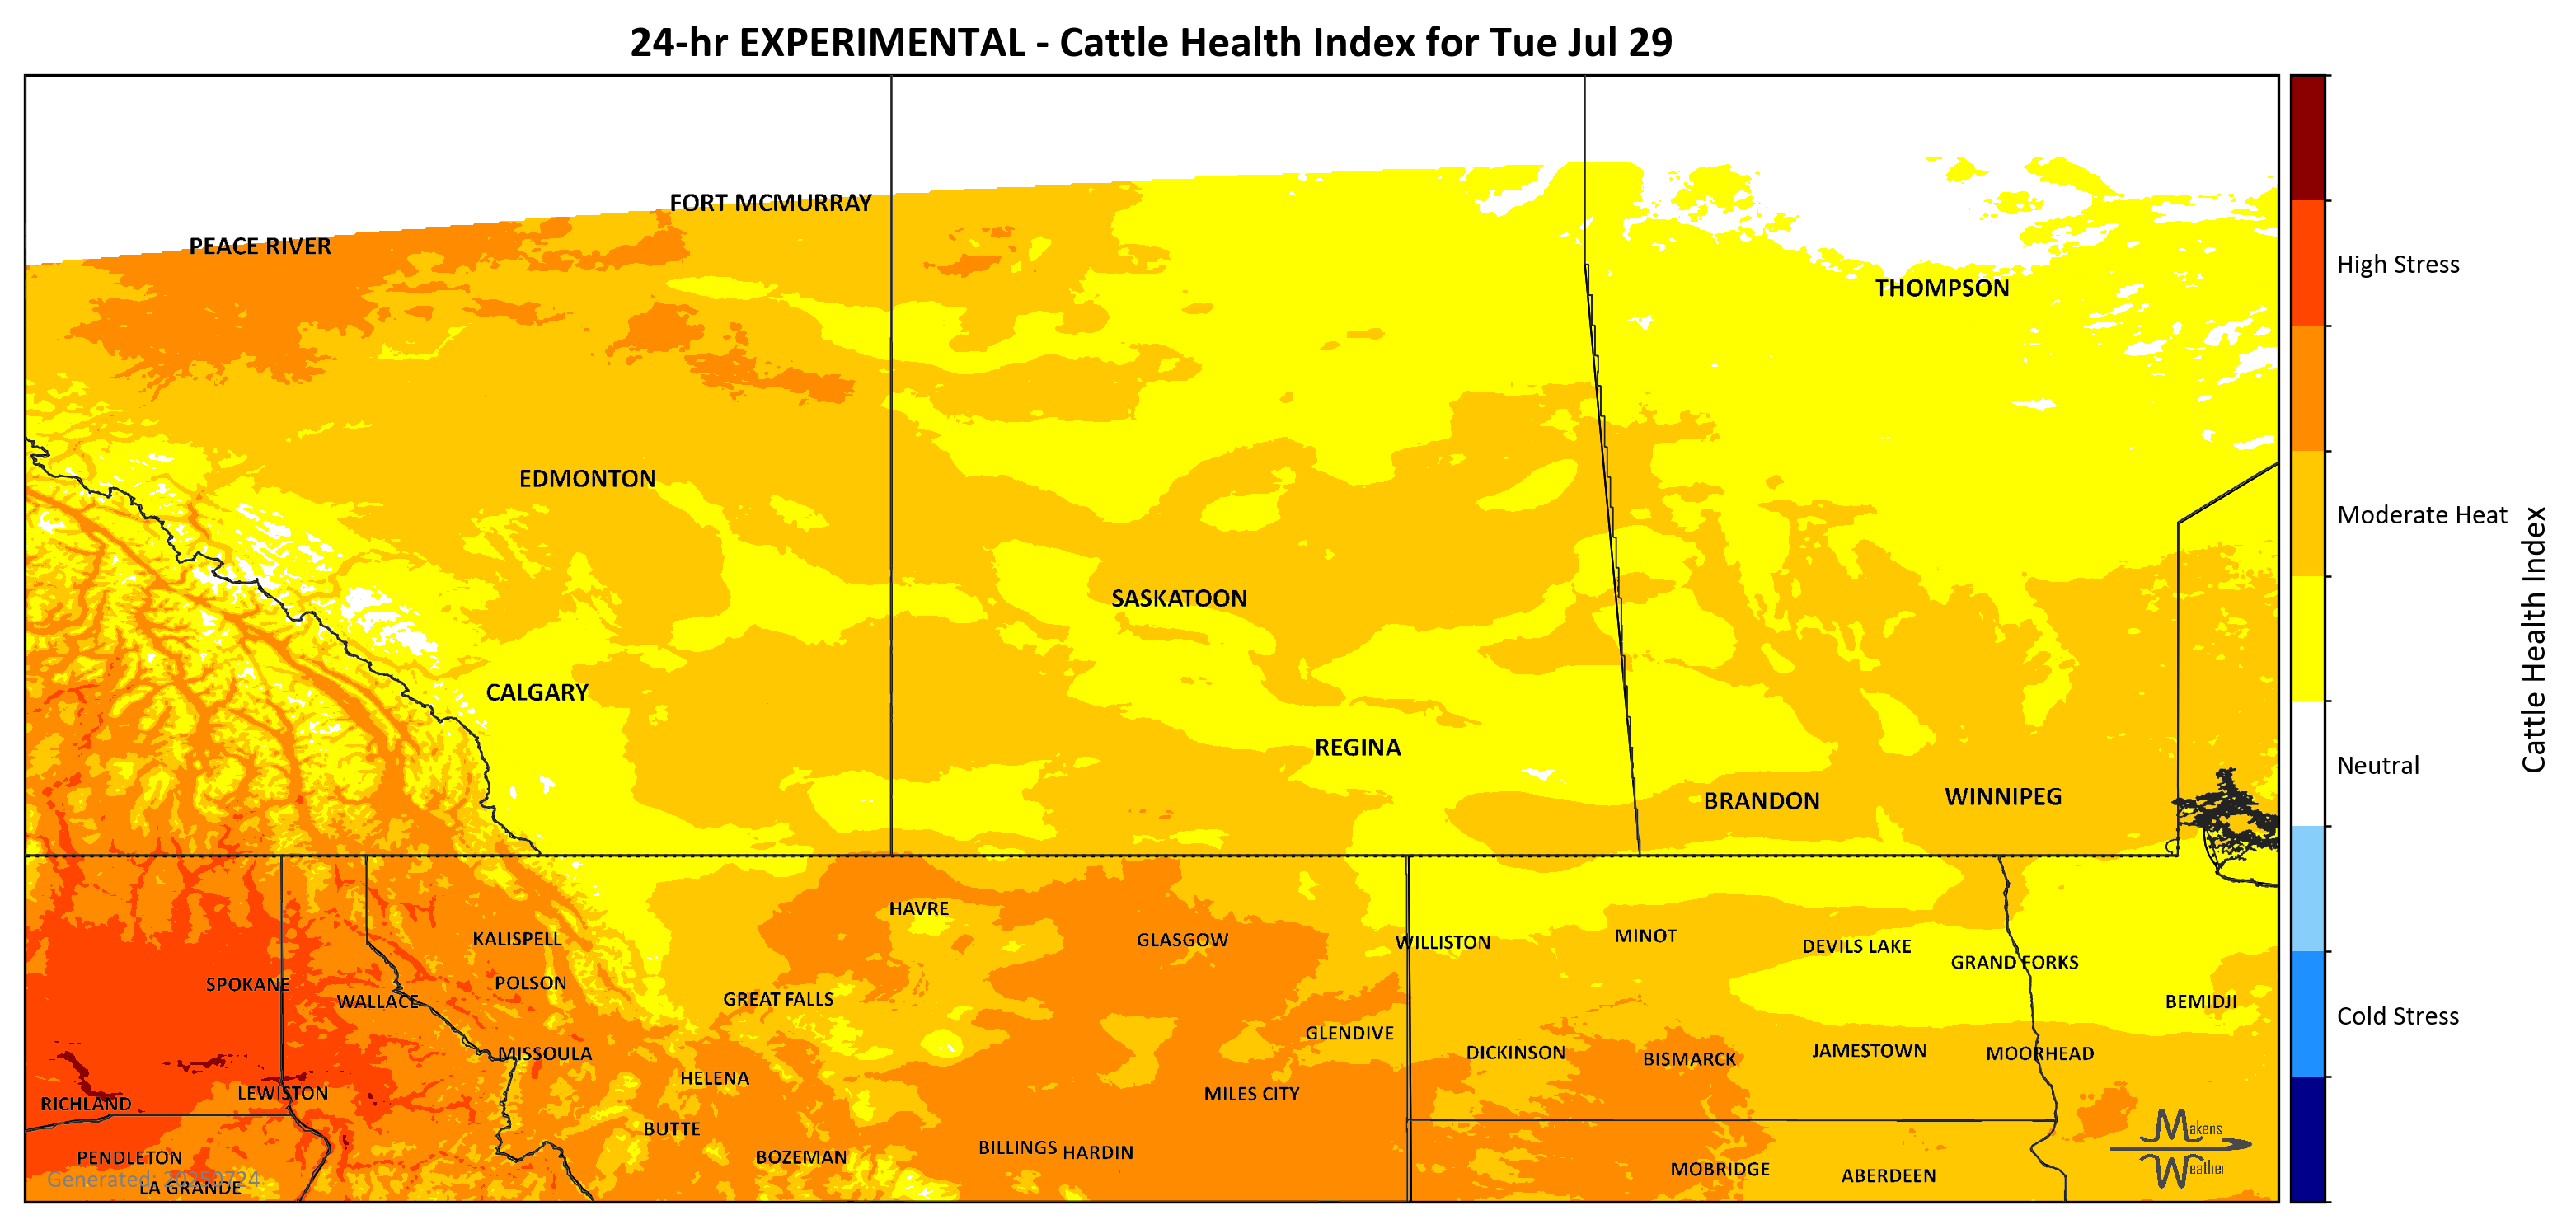 24-hr EXPERIMENTAL - Cattle Health Index for Tue Jul 29
FORT MCMURRAY
PEACE RIVER
THOMPSON
EDMONTON
SASKATOON
CALGARY
REGINA
BRANDON
WINNIPEG
HAVRE
KALISPELL
GLASGOW
WILLISTON
MINOT
DEVILS LAKE
GRAND FORKS
SPOKANE
WALLACE
POLSON
GREAT FALLS
BEMIDJI
GLENDIVE
MISSOULA
DICKINSON
BISMARCK
JAMESTOWN
MOORHEAD
HELENA
RICHLAND
LEWISTON
MILES CITY
BUTTE
BILLINGS
HARDIN
PENDLETON
BOZEMAN
MOBRIDGE
ABERDEEN
Generated: 20250724
LA GRANDE
Makens
Weather
High Stress
Moderate Heat
Neutral
Cold Stress
Cattle Health Index